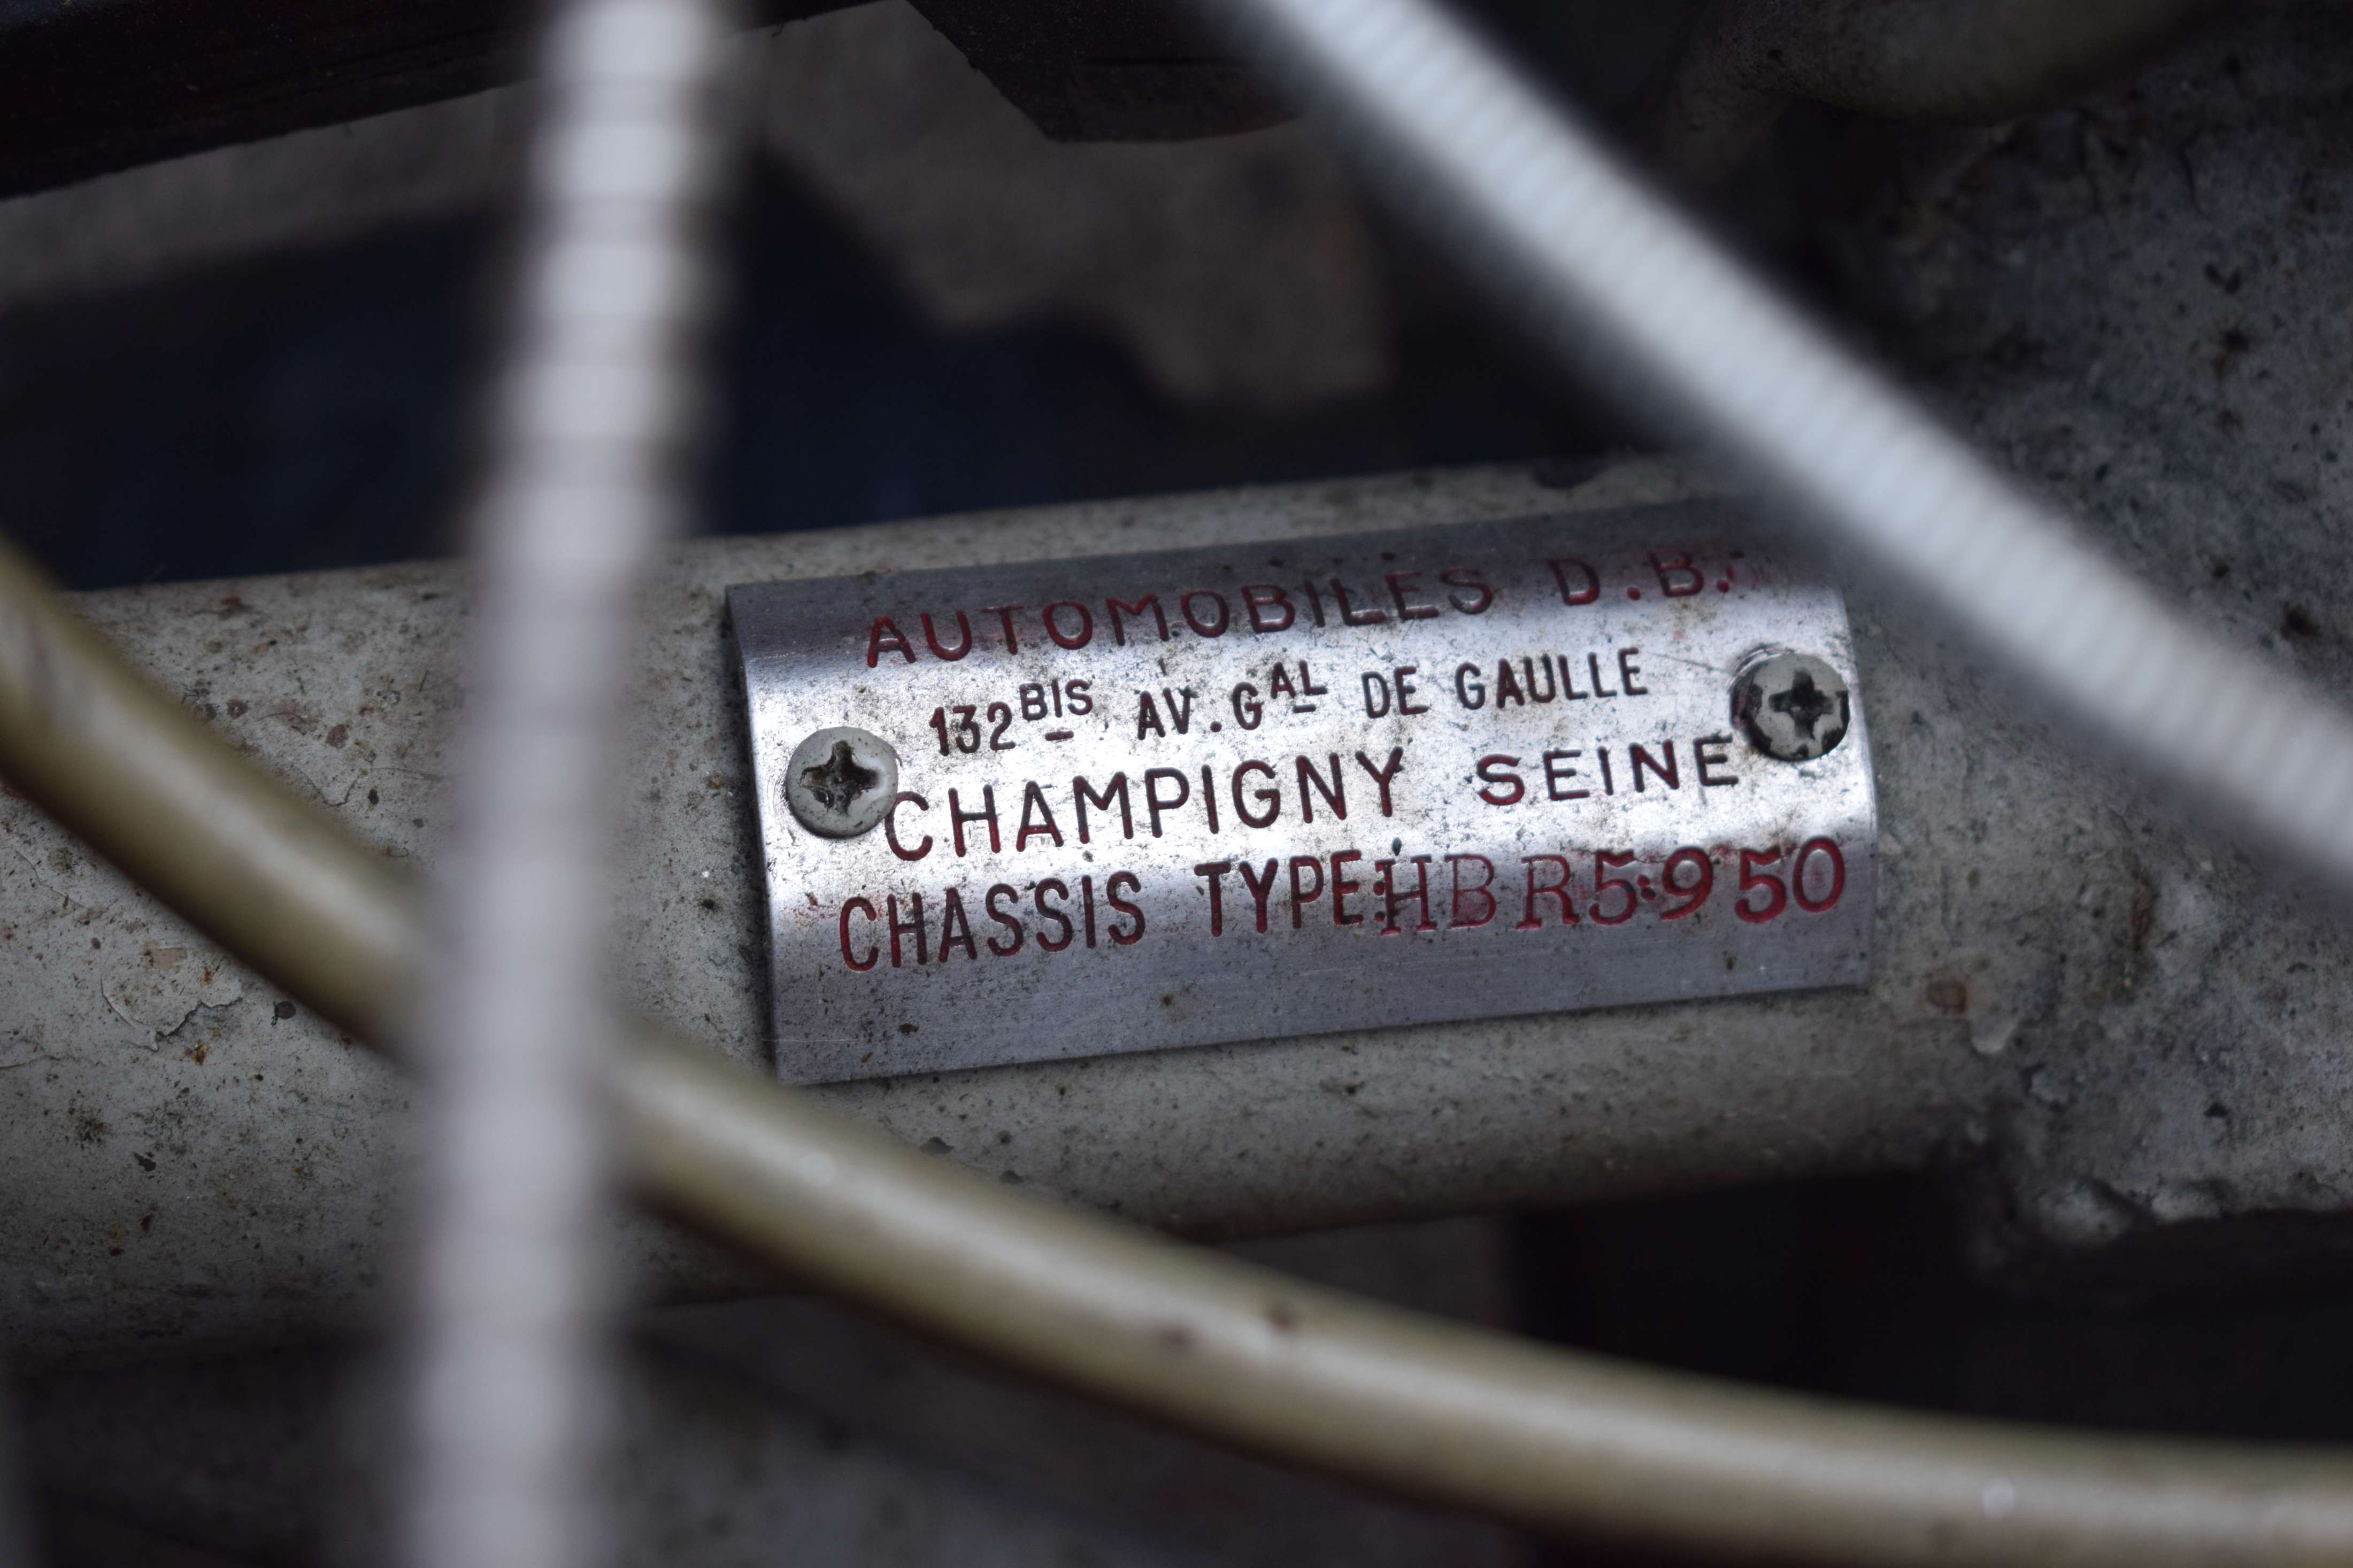 AUTOMOBILES D.B.
132BIS AV.GAL DE GAULLE
CHAMPIGNY SEINE
CHASSIS TYPE:HBR5:950